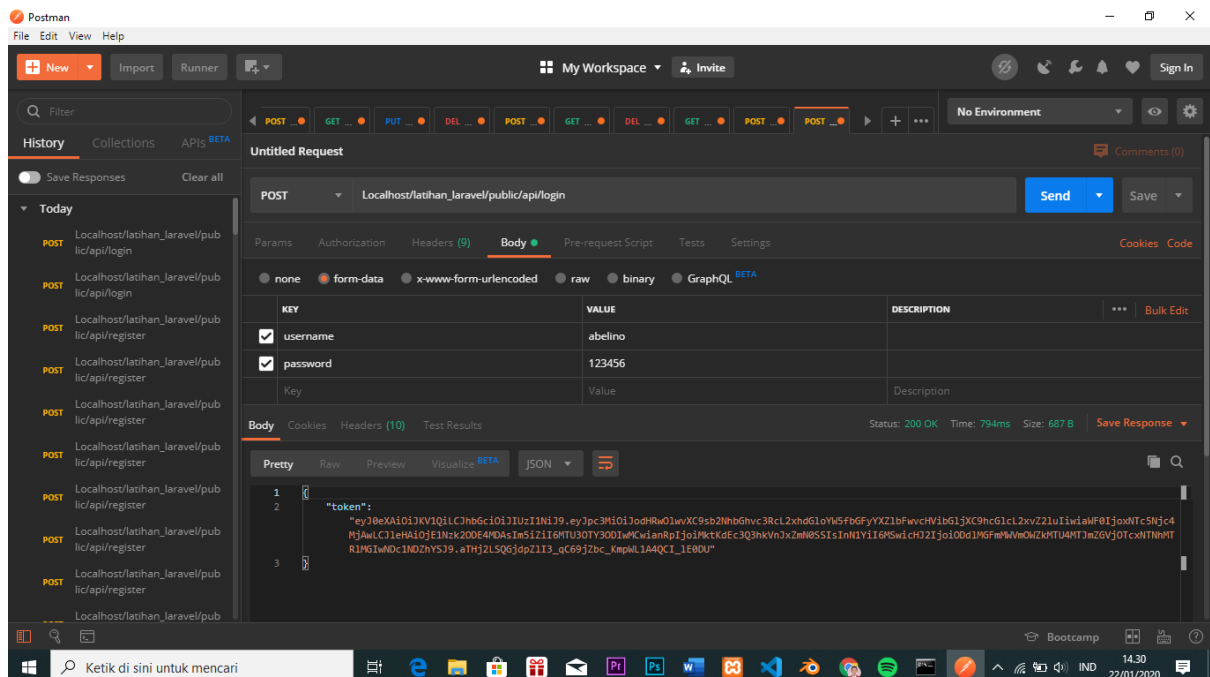 Postman
File Edit View Help
New Import Runner My Workspace Invite Sign In
Filter
History Collections APIs BETA
Save Responses Clear all
Today
POST Localhost/latihan_laravel/pub
lic/api/login
POST Localhost/latihan_laravel/pub
lic/api/login
POST Localhost/latihan_laravel/pub
lic/api/register
POST Localhost/latihan_laravel/pub
lic/api/register
POST Localhost/latihan_laravel/pub
lic/api/register
POST Localhost/latihan_laravel/pub
lic/api/register
POST Localhost/latihan_laravel/pub
lic/api/register
POST Localhost/latihan_laravel/pub
lic/api/register
POST Localhost/latihan_laravel/pub
lic/api/register
Localhost/latihan_laravel/pub
POST ... GET ... PUT ... DEL ... POST ... GET ... DEL ... GET ... POST ... POST ... + ...
No Environment
Untitled Request Comments (0)
POST Localhost/latihan_laravel/public/api/login Send Save
Params Authorization Headers (9) Body Pre-request Script Tests Settings Cookies Code
none form-data x-www-form-urlencoded raw binary GraphQL BETA
KEY VALUE DESCRIPTION ... Bulk Edit
username abelino
password 123456
Key Value Description
Body Cookies Headers (10) Test Results Status: 200 OK Time: 794ms Size: 687 B Save Response
Pretty Raw Preview Visualize BETA JSON
1 {
2 "token":
3 }
Bootcamp
Ketik di sini untuk mencari
IND
14.30
22/01/2020